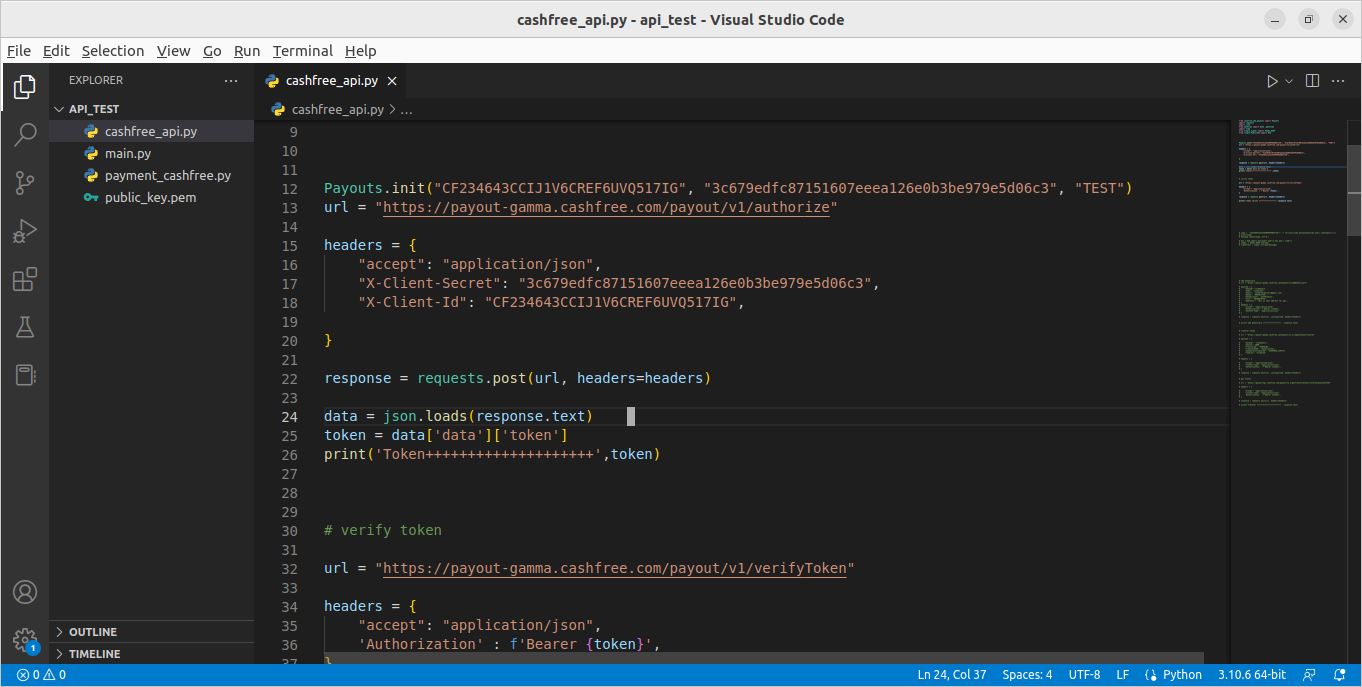 cashfree_api.py - api_test - Visual Studio Code
File Edit Selection View Go Run Terminal Help
EXPLORER
cashfree_api.py
API_TEST
cashfree_api.py
main.py
payment_cashfree.py
public_key.pem
OUTLINE
TIMELINE
1
cashfree_api.py > ...
9
10
11
12 Payouts.init("CF234643CCIJ1V6CREF6UVQ517IG", "3c679edfc87151607eeea126e0b3be979e5d06c3", "TEST")
13 url = "https://payout-gamma.cashfree.com/payout/v1/authorize"
14
15 headers = {
16 "accept": "application/json",
17 "X-Client-Secret": "3c679edfc87151607eeea126e0b3be979e5d06c3",
18 "X-Client-Id": "CF234643CCIJ1V6CREF6UVQ517IG",
19
20 }
21
22 response = requests.post(url, headers=headers)
23
24 data = json.loads(response.text)
25 token = data['data']['token']
26 print('Token++++++++++++++++++++',token)
27
28
29
30 # verify token
31
32 url = "https://payout-gamma.cashfree.com/payout/v1/verifyToken"
33
34 headers = {
35 "accept": "application/json",
36 'Authorization' : f'Bearer {token}',
37 }
0 0 Ln 24, Col 37 Spaces: 4 UTF-8 LF Python 3.10.6 64-bit